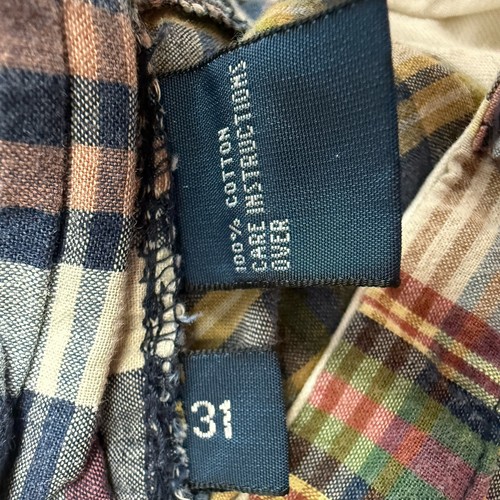 100% COTTON
CARE INSTRUCTIONS
OVER
31